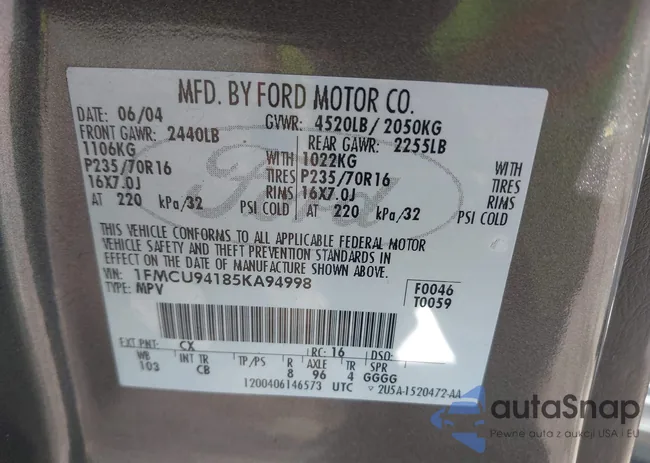 MFD. BY FORD MOTOR CO.
DATE: 06/04 GVWR: 4520LB/ 2050KG
FRONT GAWR: 2440LB REAR GAWR: 2255LB
1106KG WITH 1022KG WITH
P235/70R16 TIRES P235/70R16 TIRES
16X7.0J RIMS 16X7.0J RIMS
AT 220 kPa/32 PSI COLD AT 220 kPa/32 PSI COLD
Ford
THIS VEHICLE CONFORMS TO ALL APPLICABLE FEDERAL MOTOR
VEHICLE SAFETY AND THEFT PREVENTION STANDARDS IN
EFFECT ON THE DATE OF MANUFACTURE SHOWN ABOVE.
VIN: 1FMCU94185KA94998 F0046
TYPE: MPV T0059
EXT PNT: CX RC: 16 DSO:
WB INT TR TP/PS R AXLE TR
103 CB 8 96 4 GGGG
1200406146573 UTC 2U5A-1520472-AA
autoSnap
Pewne auta z aukcji USA i EU